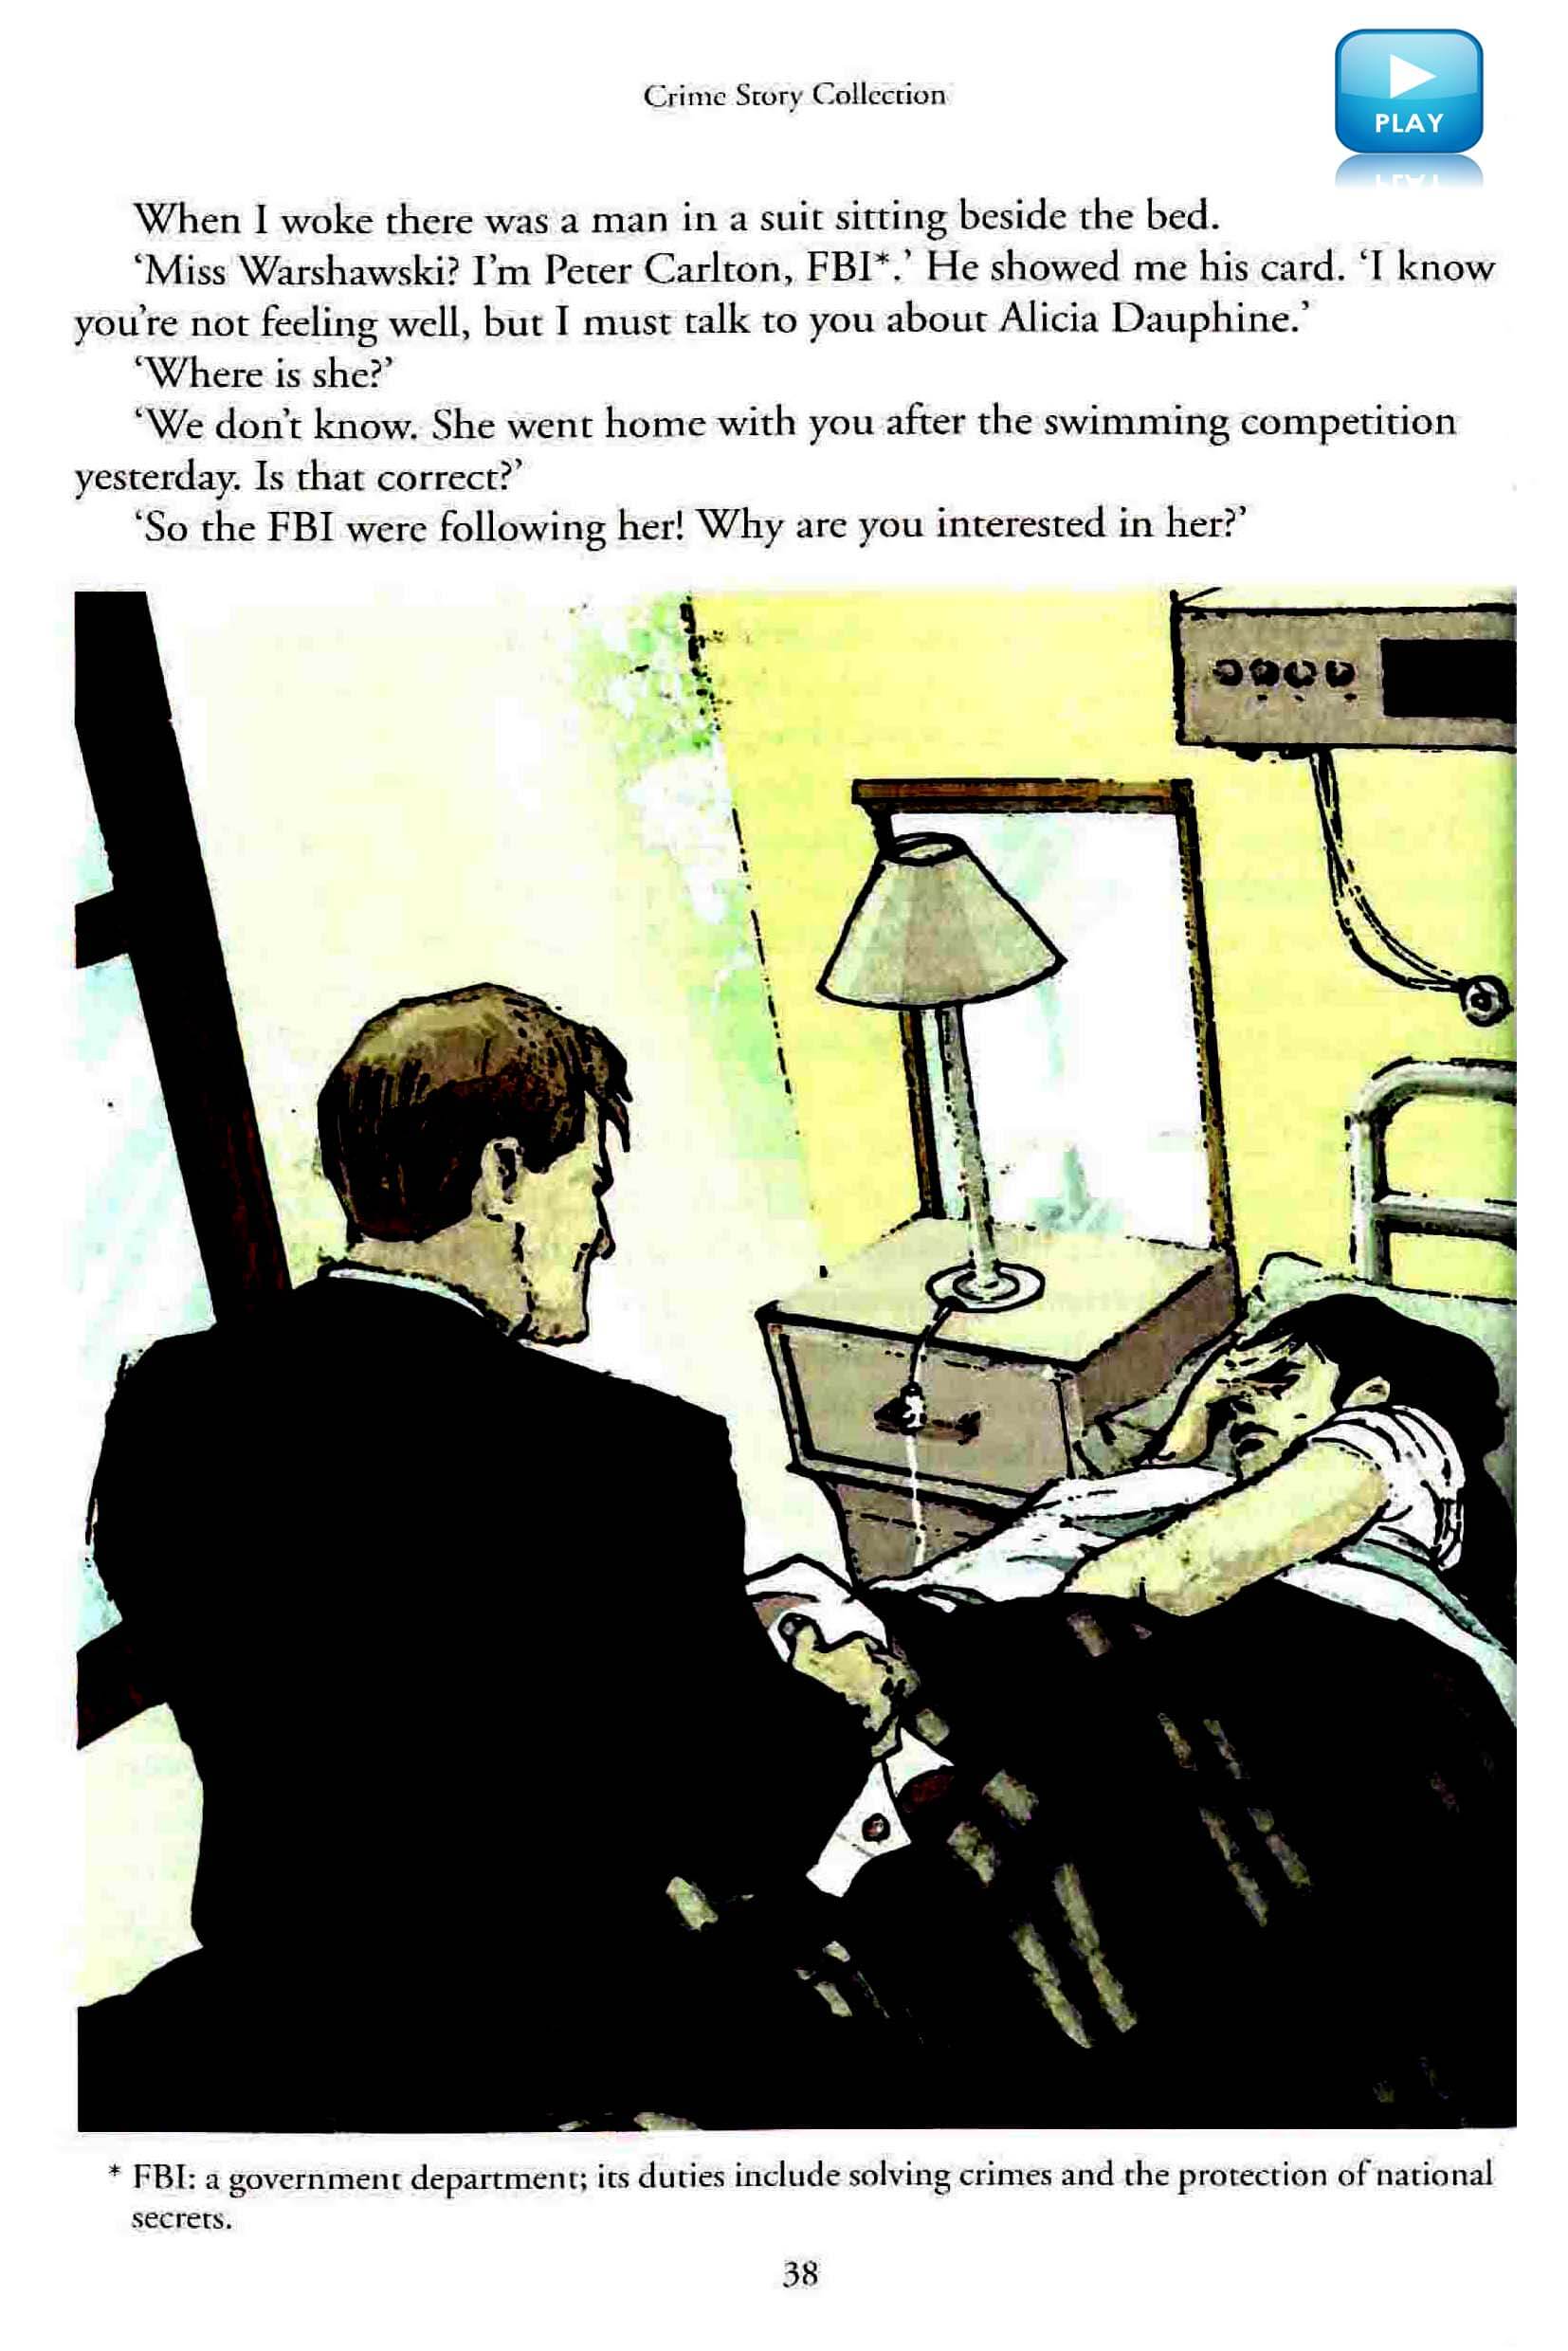 Crime Story Collection
PLAY
When I woke there was a man in a suit sitting beside the bed.
‘Miss Warshawski? I’m Peter Carlton, FBI*.’ He showed me his card. ‘I know
you’re not feeling well, but I must talk to you about Alicia Dauphine.’
‘Where is she?’
‘We don’t know. She went home with you after the swimming competition
yesterday. Is that correct?’
‘So the FBI were following her! Why are you interested in her?’
* FBI: a government department; its duties include solving crimes and the protection of national
secrets.
38